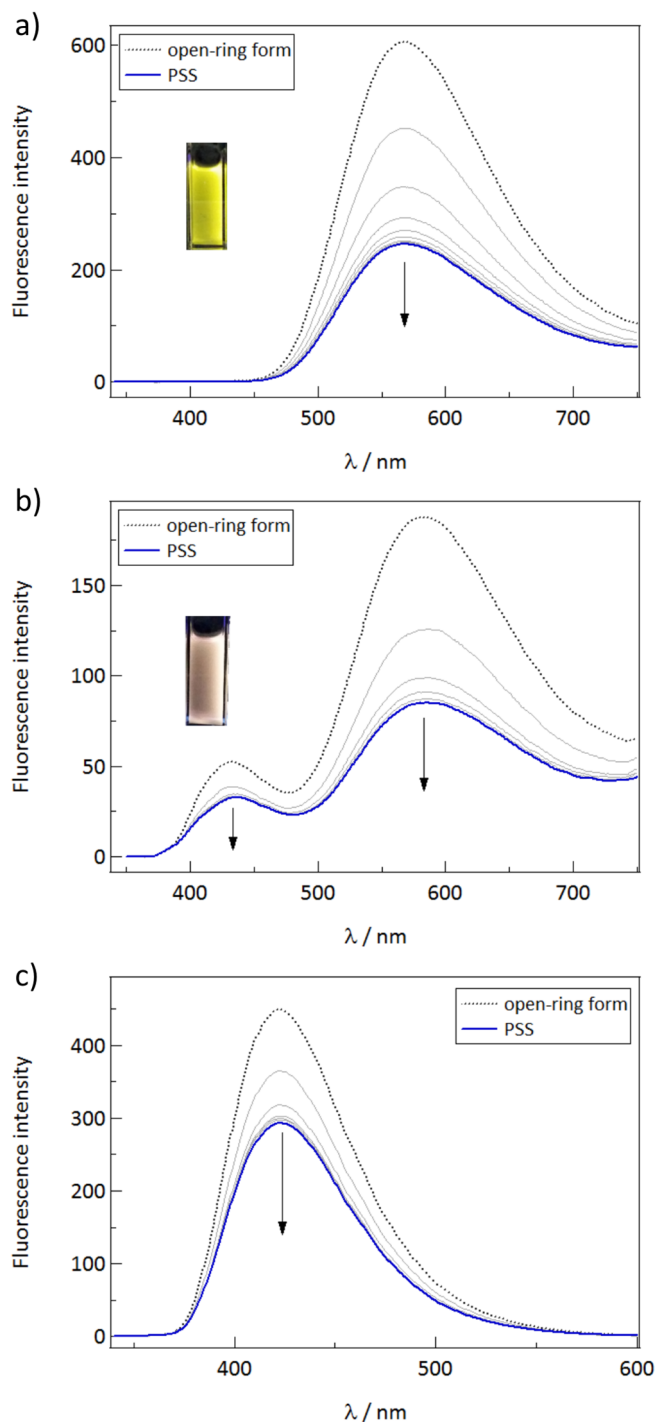 a)
open-ring form
PSS
Fluorescence intensity
600
400
200
0
400
500
600
700
λ / nm
b)
open-ring form
PSS
Fluorescence intensity
150
100
50
0
400
500
600
700
λ / nm
c)
open-ring form
PSS
Fluorescence intensity
400
300
200
100
0
400
500
600
λ / nm